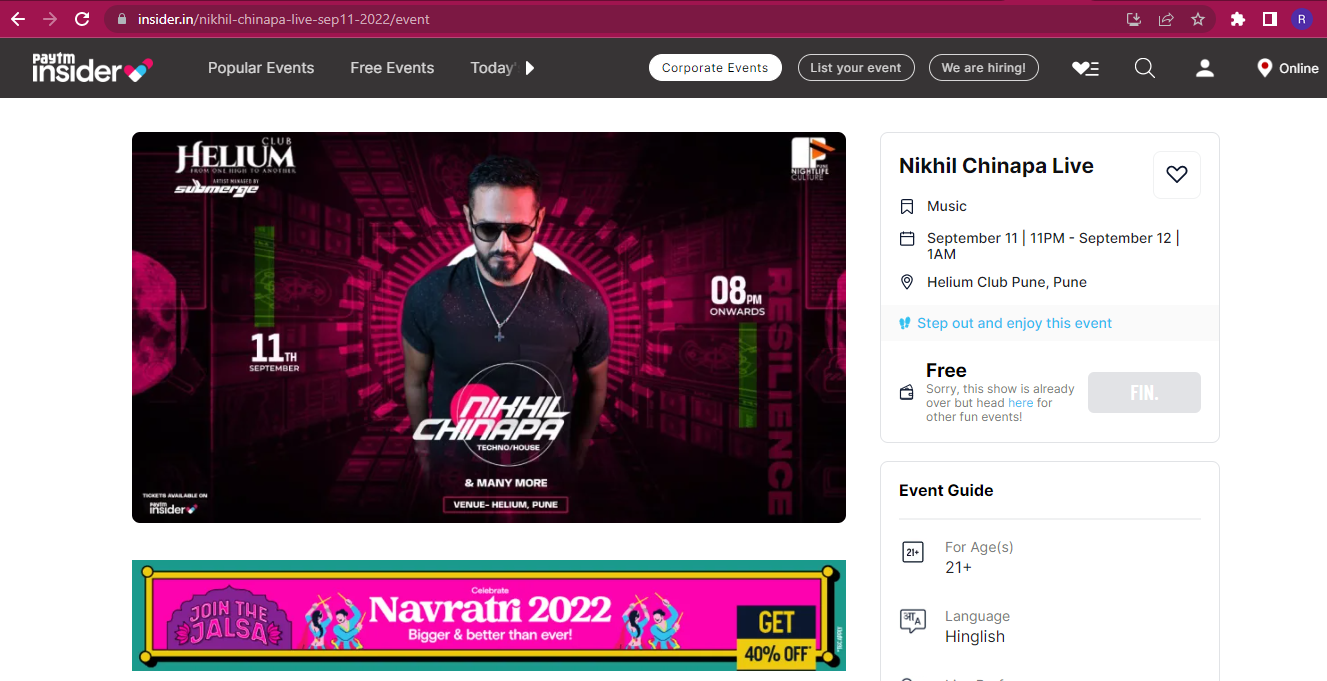 insider.in/nikhil-chinapa-live-sep11-2022/event
R
paytm
insider
Popular Events
Free Events
Today
Corporate Events
List your event
We are hiring!
Online
CLUB
HELIUM
FROM ONE HIGH TO ANOTHER
ARTIST MANAGED BY
submerge
NIGHTLIFE
CULTURE
11TH
SEPTEMBER
08PM
ONWARDS
RESILIENCE
NIKHIL
CHINAPA
TECHNO/HOUSE
& MANY MORE
VENUE- HELIUM, PUNE
TICKETS AVAILABLE ON
paytm
insider
Nikhil Chinapa Live
Music
September 11 | 11PM - September 12 |
1AM
Helium Club Pune, Pune
Step out and enjoy this event
Free
Sorry, this show is already
over but head here for
other fun events!
FIN.
Event Guide
21+
For Age(s)
21+
अA
Language
Hinglish
JOIN THE
JALSA
Celebrate
Navratri 2022
Bigger & better than ever!
GET
40% OFF*